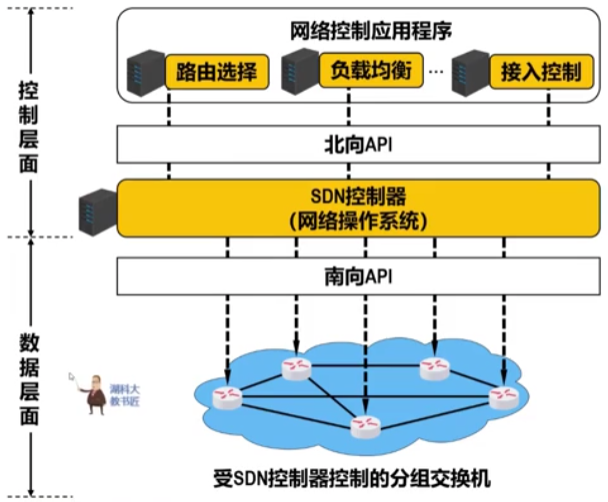 网络控制应用程序
路由选择
负载均衡
···
接入控制
控制层面
北向API
SDN控制器
(网络操作系统)
南向API
数据层面
湖科大
教书匠
受SDN控制器控制的分组交换机